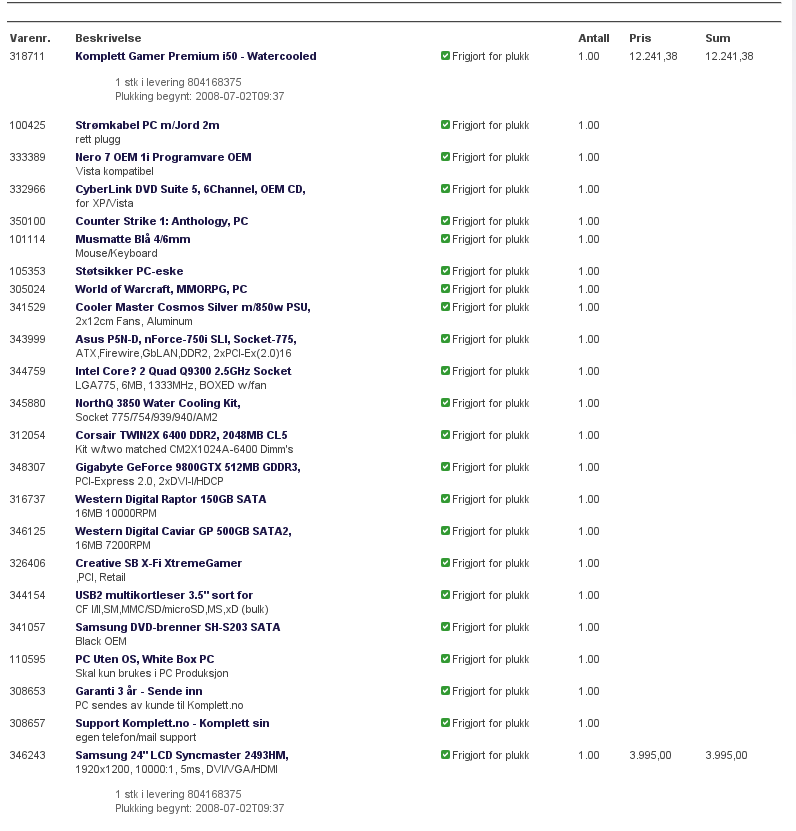 Varenr. Beskrivelse Antall Pris Sum
318711 Komplett Gamer Premium i50 - Watercooled Frigjort for plukk 1.00 12.241,38 12.241,38
1 stk i levering 804168375
Plukking begynt: 2008-07-02T09:37
100425 Strømkabel PC m/Jord 2m Frigjort for plukk 1.00
rett plugg
333389 Nero 7 OEM 1i Programvare OEM Frigjort for plukk 1.00
Vista kompatibel
332966 CyberLink DVD Suite 5, 6Channel, OEM CD, Frigjort for plukk 1.00
for XP/Vista
350100 Counter Strike 1: Anthology, PC Frigjort for plukk 1.00
101114 Musmatte Blå 4/6mm Frigjort for plukk 1.00
Mouse/Keyboard
105353 Støtsikker PC-eske Frigjort for plukk 1.00
305024 World of Warcraft, MMORPG, PC Frigjort for plukk 1.00
341529 Cooler Master Cosmos Silver m/850w PSU, Frigjort for plukk 1.00
2x12cm Fans, Aluminum
343999 Asus P5N-D, nForce-750i SLI, Socket-775, Frigjort for plukk 1.00
ATX,Firewire,GbLAN,DDR2, 2xPCI-Ex(2.0)16
344759 Intel Core? 2 Quad Q9300 2.5GHz Socket Frigjort for plukk 1.00
LGA775, 6MB, 1333MHz, BOXED w/fan
345880 NorthQ 3850 Water Cooling Kit, Frigjort for plukk 1.00
Socket 775/754/939/940/AM2
312054 Corsair TWIN2X 6400 DDR2, 2048MB CL5 Frigjort for plukk 1.00
Kit w/two matched CM2X1024A-6400 Dimm's
348307 Gigabyte GeForce 9800GTX 512MB GDDR3, Frigjort for plukk 1.00
PCI-Express 2.0, 2xDVI-I/HDCP
316737 Western Digital Raptor 150GB SATA Frigjort for plukk 1.00
16MB 10000RPM
346125 Western Digital Caviar GP 500GB SATA2, Frigjort for plukk 1.00
16MB 7200RPM
326406 Creative SB X-Fi XtremeGamer Frigjort for plukk 1.00
,PCI, Retail
344154 USB2 multikortleser 3.5" sort for Frigjort for plukk 1.00
CF I/II,SM,MMC/SD/microSD,MS,xD (bulk)
341057 Samsung DVD-brenner SH-S203 SATA Frigjort for plukk 1.00
Black OEM
110595 PC Uten OS, White Box PC Frigjort for plukk 1.00
Skal kun brukes i PC Produksjon
308653 Garanti 3 år - Sende inn Frigjort for plukk 1.00
PC sendes av kunde til Komplett.no
308657 Support Komplett.no - Komplett sin Frigjort for plukk 1.00
egen telefon/mail support
346243 Samsung 24" LCD Syncmaster 2493HM, Frigjort for plukk 1.00 3.995,00 3.995,00
1920x1200, 10000:1, 5ms, DVI/VGA/HDMI
1 stk i levering 804168375
Plukking begynt: 2008-07-02T09:37